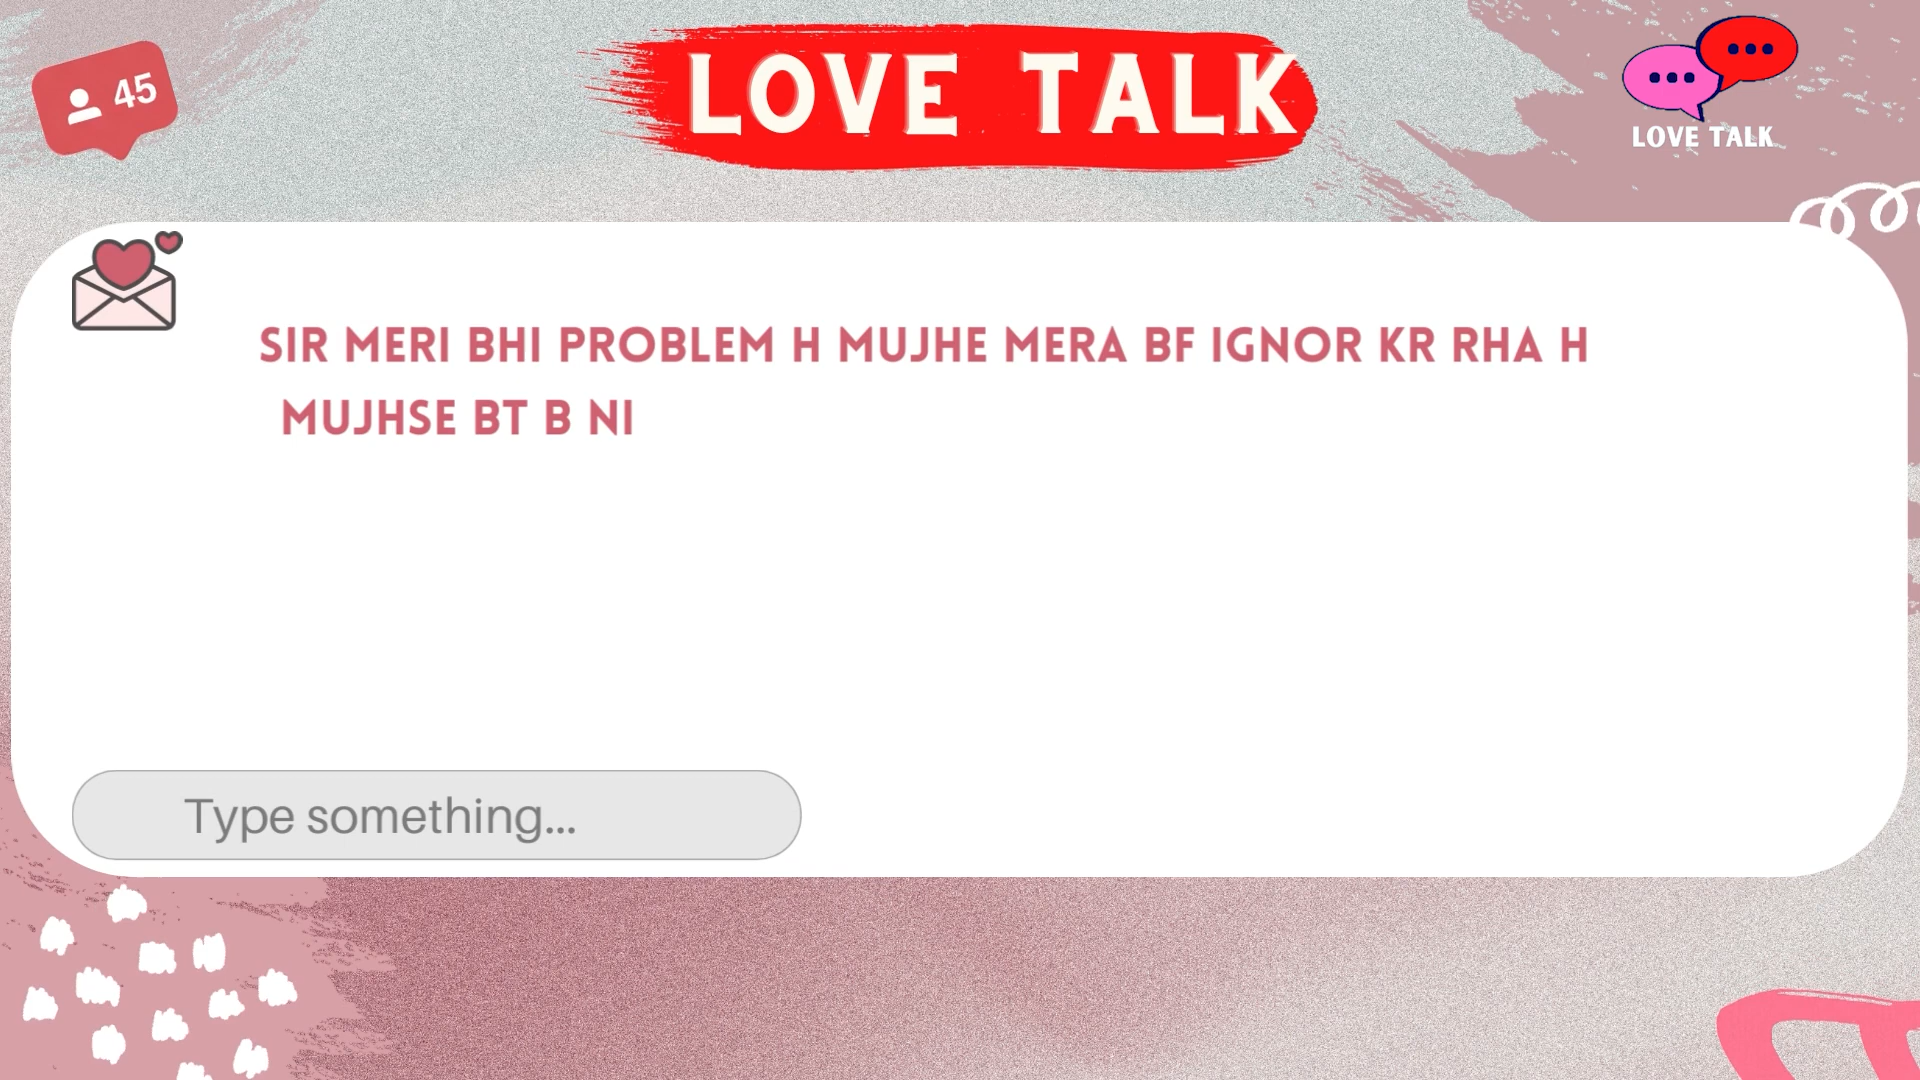 45
LOVE TALK
LOVE TALK
SIR MERI BHI PROBLEM H MUJHE MERA BF IGNOR KR RHA H
MUJHSE BT B NI
Type something...